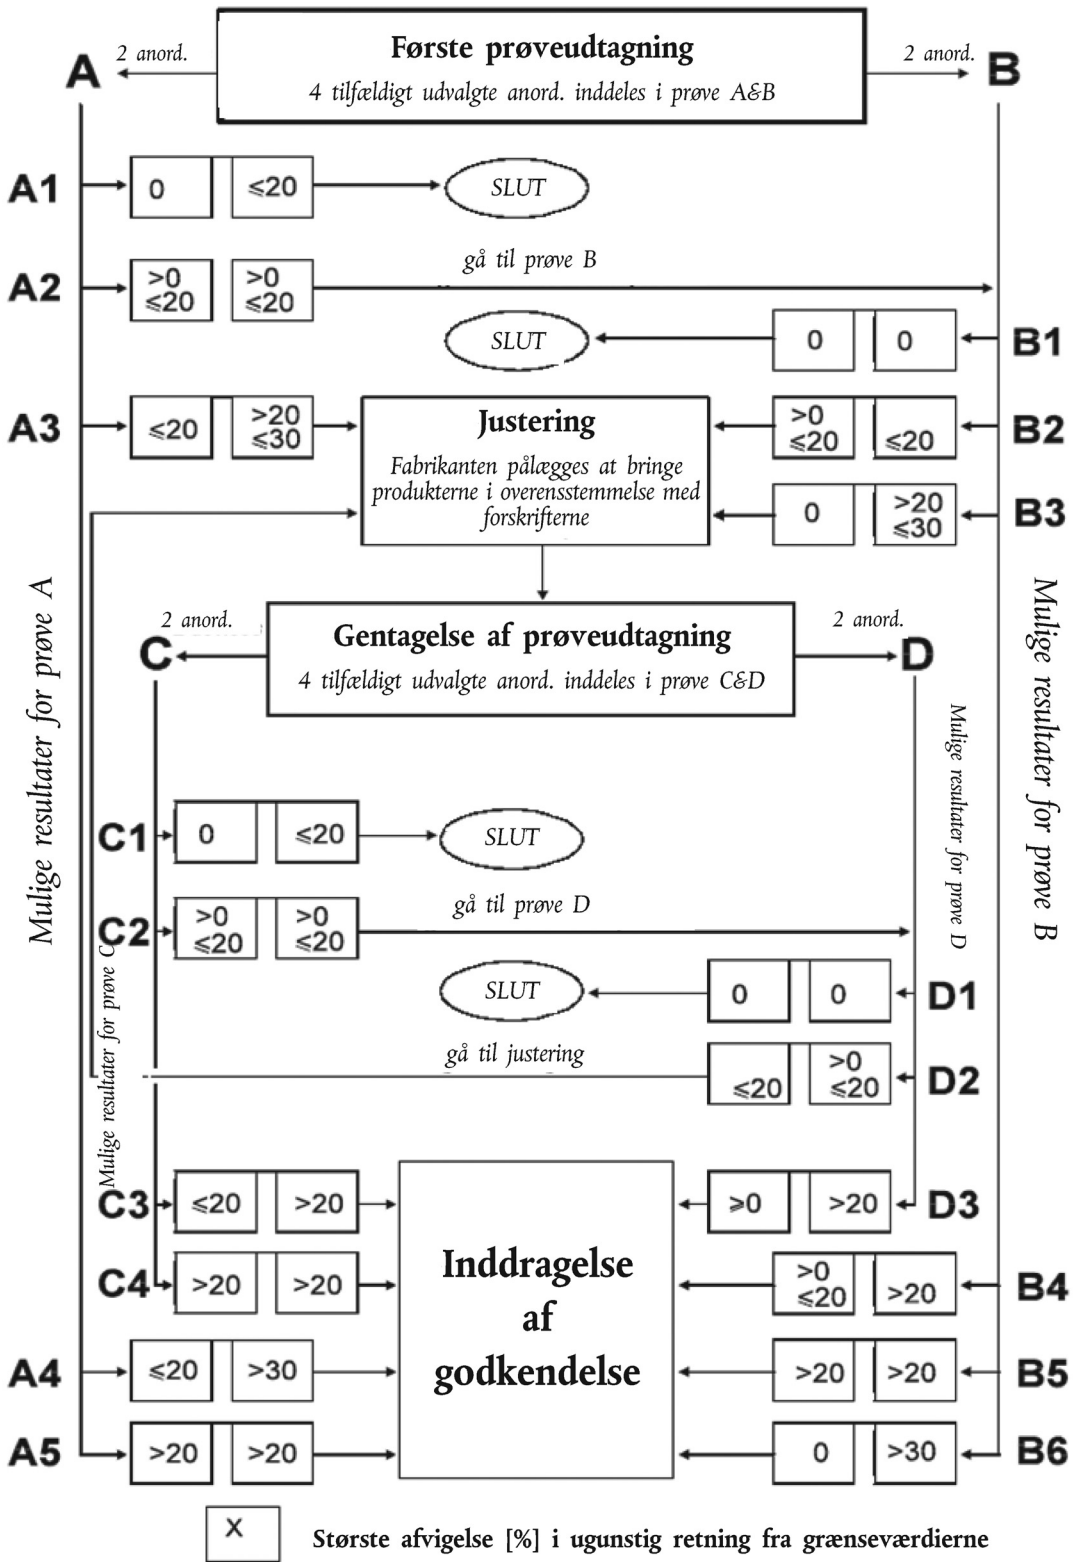 Første prøveudtagning
4 tilfældigt udvalgte anord. inddeles i prøve A&B
2 anord.
A
2 anord.
B
A1
0
≤20
SLUT
gå til prøve B
A2
>0
≤20
>0
≤20
SLUT
0
0
B1
A3
≤20
>20
≤30
Justering
Fabrikanten pålægges at bringe
produkterne i overensstemmelse med
forskrifterne
>0
≤20
≤20
B2
0
>20
≤30
B3
Mulige resultater for prøve A
Mulige resultater for prøve B
2 anord.
C
Gentagelse af prøveudtagning
4 tilfældigt udvalgte anord. inddeles i prøve C&D
2 anord.
D
Mulige resultater for prøve D
C1
0
≤20
SLUT
gå til prøve D
C2
>0
≤20
>0
≤20
Mulige resultater for prøve C
SLUT
0
0
D1
gå til justering
≤20
>0
≤20
D2
C3
≤20
>20
≥0
>20
D3
Inddragelse
af
godkendelse
C4
>20
>20
>0
≤20
>20
B4
A4
≤20
>30
>20
>20
B5
A5
>20
>20
0
>30
B6
X
Største afvigelse [%] i ugunstig retning fra grænseværdierne